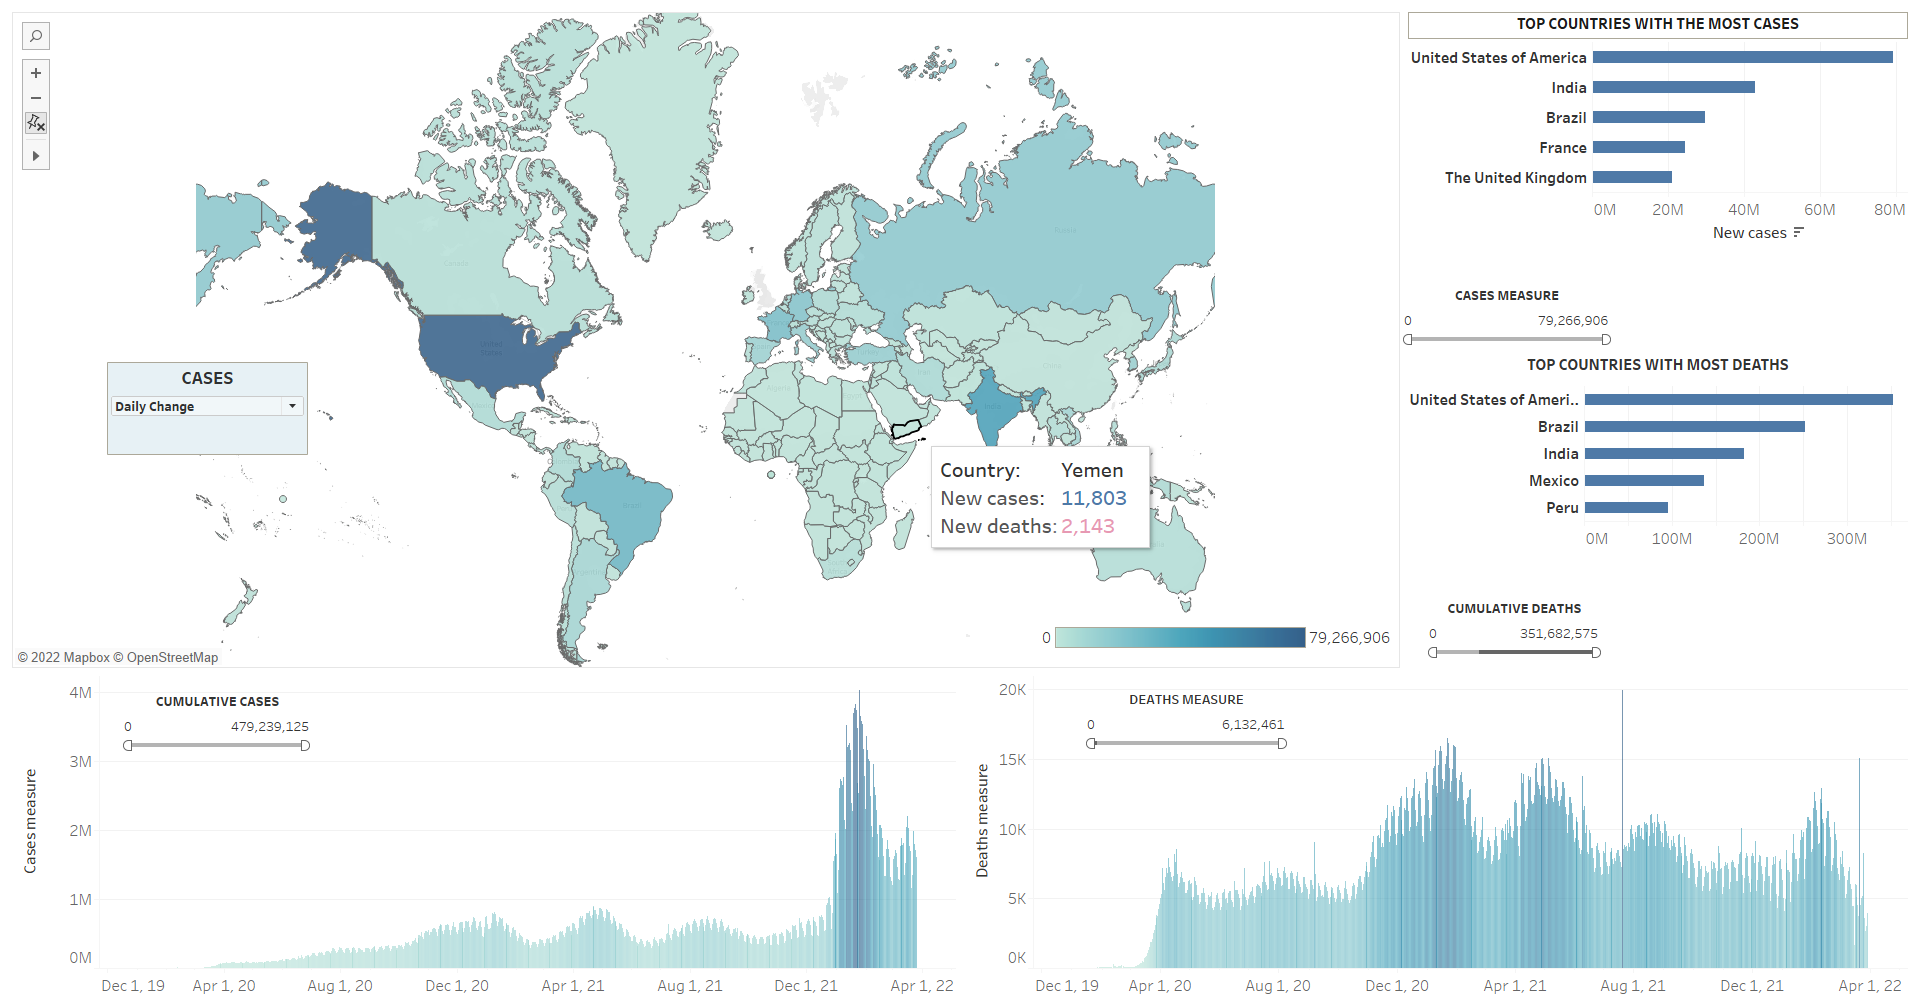 TOP COUNTRIES WITH THE MOST CASES
United States of America
India
Brazil
France
The United Kingdom
0M 20M 40M 60M 80M
New cases
CASES MEASURE
0 79,266,906
TOP COUNTRIES WITH MOST DEATHS
United States of Ameri..
Brazil
India
Mexico
Peru
0M 100M 200M 300M
CUMULATIVE DEATHS
0 351,682,575
CASES
Daily Change
Country: Yemen
New cases: 11,803
New deaths: 2,143
0 79,266,906
© 2022 Mapbox © OpenStreetMap
CUMULATIVE CASES
0 479,239,125
Cases measure
4M
3M
2M
1M
0M
Dec 1, 19 Apr 1, 20 Aug 1, 20 Dec 1, 20 Apr 1, 21 Aug 1, 21 Dec 1, 21 Apr 1, 22
DEATHS MEASURE
0 6,132,461
Deaths measure
20K
15K
10K
5K
0K
Dec 1, 19 Apr 1, 20 Aug 1, 20 Dec 1, 20 Apr 1, 21 Aug 1, 21 Dec 1, 21 Apr 1, 22